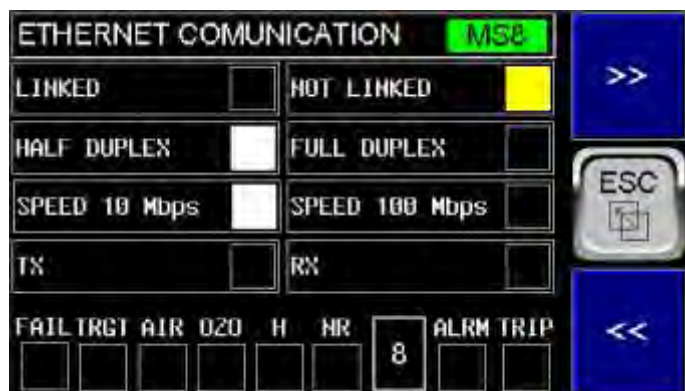 ETHERNET COMUNICATION MS8
>>
LINKED NOT LINKED
HALF DUPLEX FULL DUPLEX
ESC
SPEED 10 Mbps SPEED 100 Mbps
TX RX
FAIL TRGT AIR OZO H NR 8 ALRM TRIP
<<